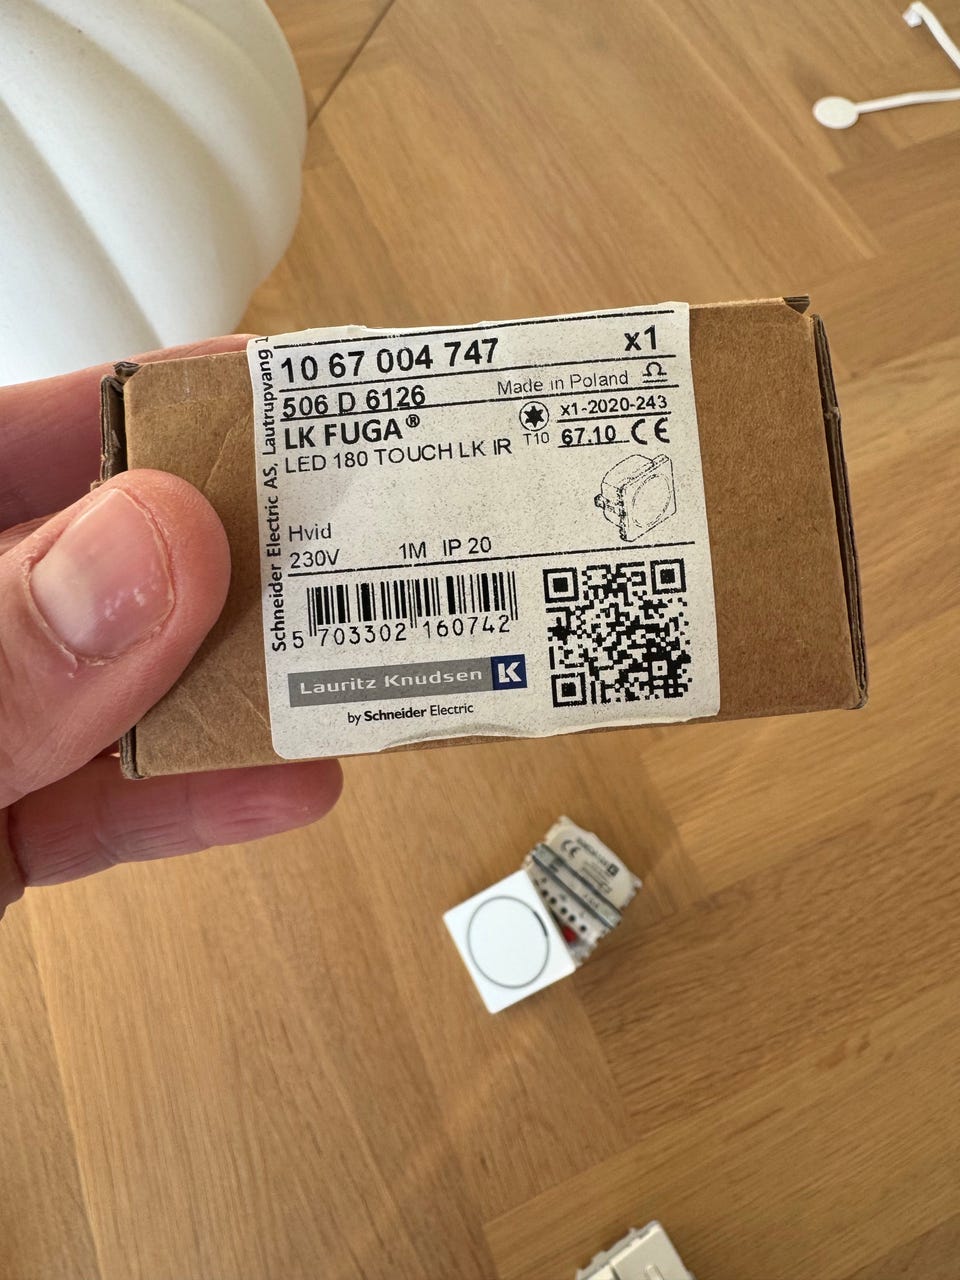 Schneider Electric AS, Lautrupvang
10 67 004 747 x1
506 D 6126 Made in Poland
LK FUGA® T10 x1-2020-243
67.10 CE
LED 180 TOUCH LK IR
Hvid
230V 1M IP 20
5 703302 160742
Lauritz Knudsen K
by Schneider Electric
CE